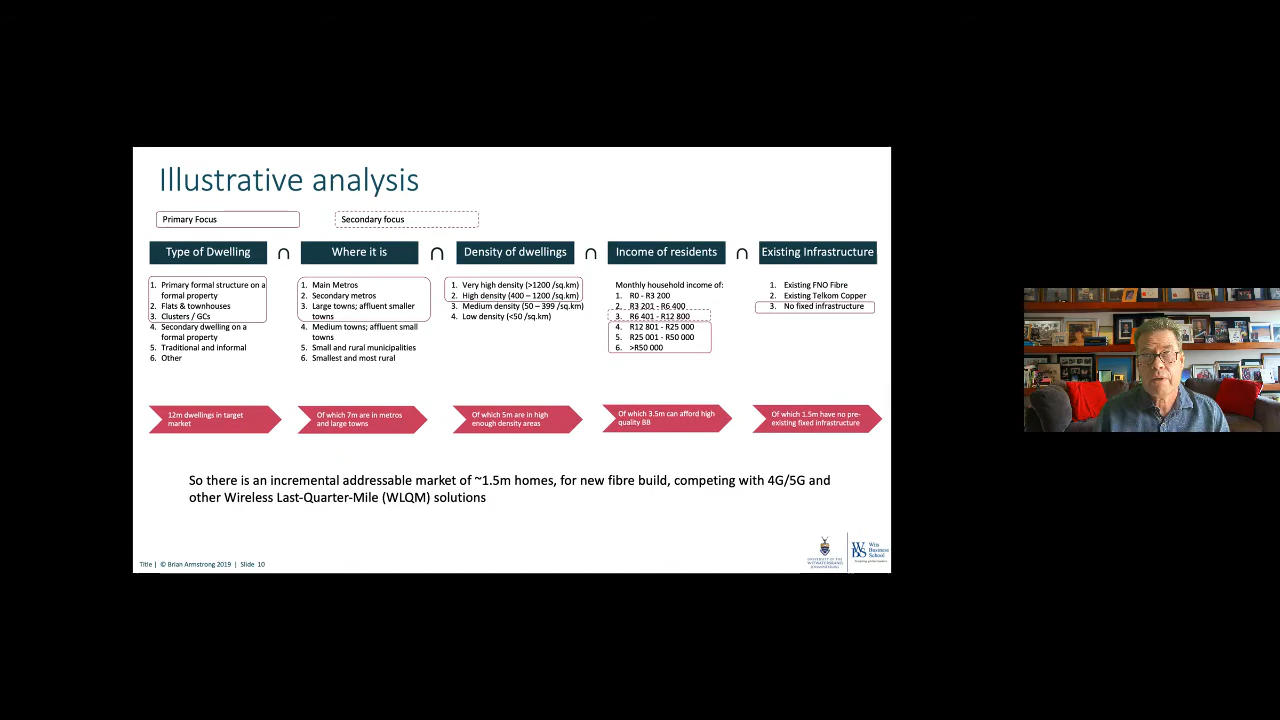 Illustrative analysis
Primary Focus
Secondary focus
Type of Dwelling ∩ Where it is ∩ Density of dwellings ∩ Income of residents ∩ Existing Infrastructure
1. Primary formal structure on a
formal property
2. Flats & townhouses
3. Clusters / GCs
4. Secondary dwelling on a
formal property
5. Traditional and informal
6. Other
1. Main Metros
2. Secondary metros
3. Large towns; affluent smaller
towns
4. Medium towns; affluent small
towns
5. Small and rural municipalities
6. Smallest and most rural
1. Very high density (>1200 /sq.km)
2. High density (400 – 1200 /sq.km)
3. Medium density (50 – 399 /sq.km)
4. Low density (<50 /sq.km)
Monthly household income of:
1. R0 - R3 200
2. R3 201 - R6 400
3. R6 401 - R12 800
4. R12 801 - R25 000
5. R25 001 - R50 000
6. >R50 000
1. Existing FNO Fibre
2. Existing Telkom Copper
3. No fixed infrastructure
12m dwellings in target
market
Of which 7m are in metros
and large towns
Of which 5m are in high
enough density areas
Of which 3.5m can afford high
quality BB
Of which 1.5m have no pre-
existing fixed infrastructure
So there is an incremental addressable market of ~1.5m homes, for new fibre build, competing with 4G/5G and
other Wireless Last-Quarter-Mile (WLQM) solutions
Title | © Brian Armstrong 2019 | Slide 10
UNIVERSITY OF THE
WITWATERSRAND,
JOHANNESBURG
WBS
Wits
Business
School